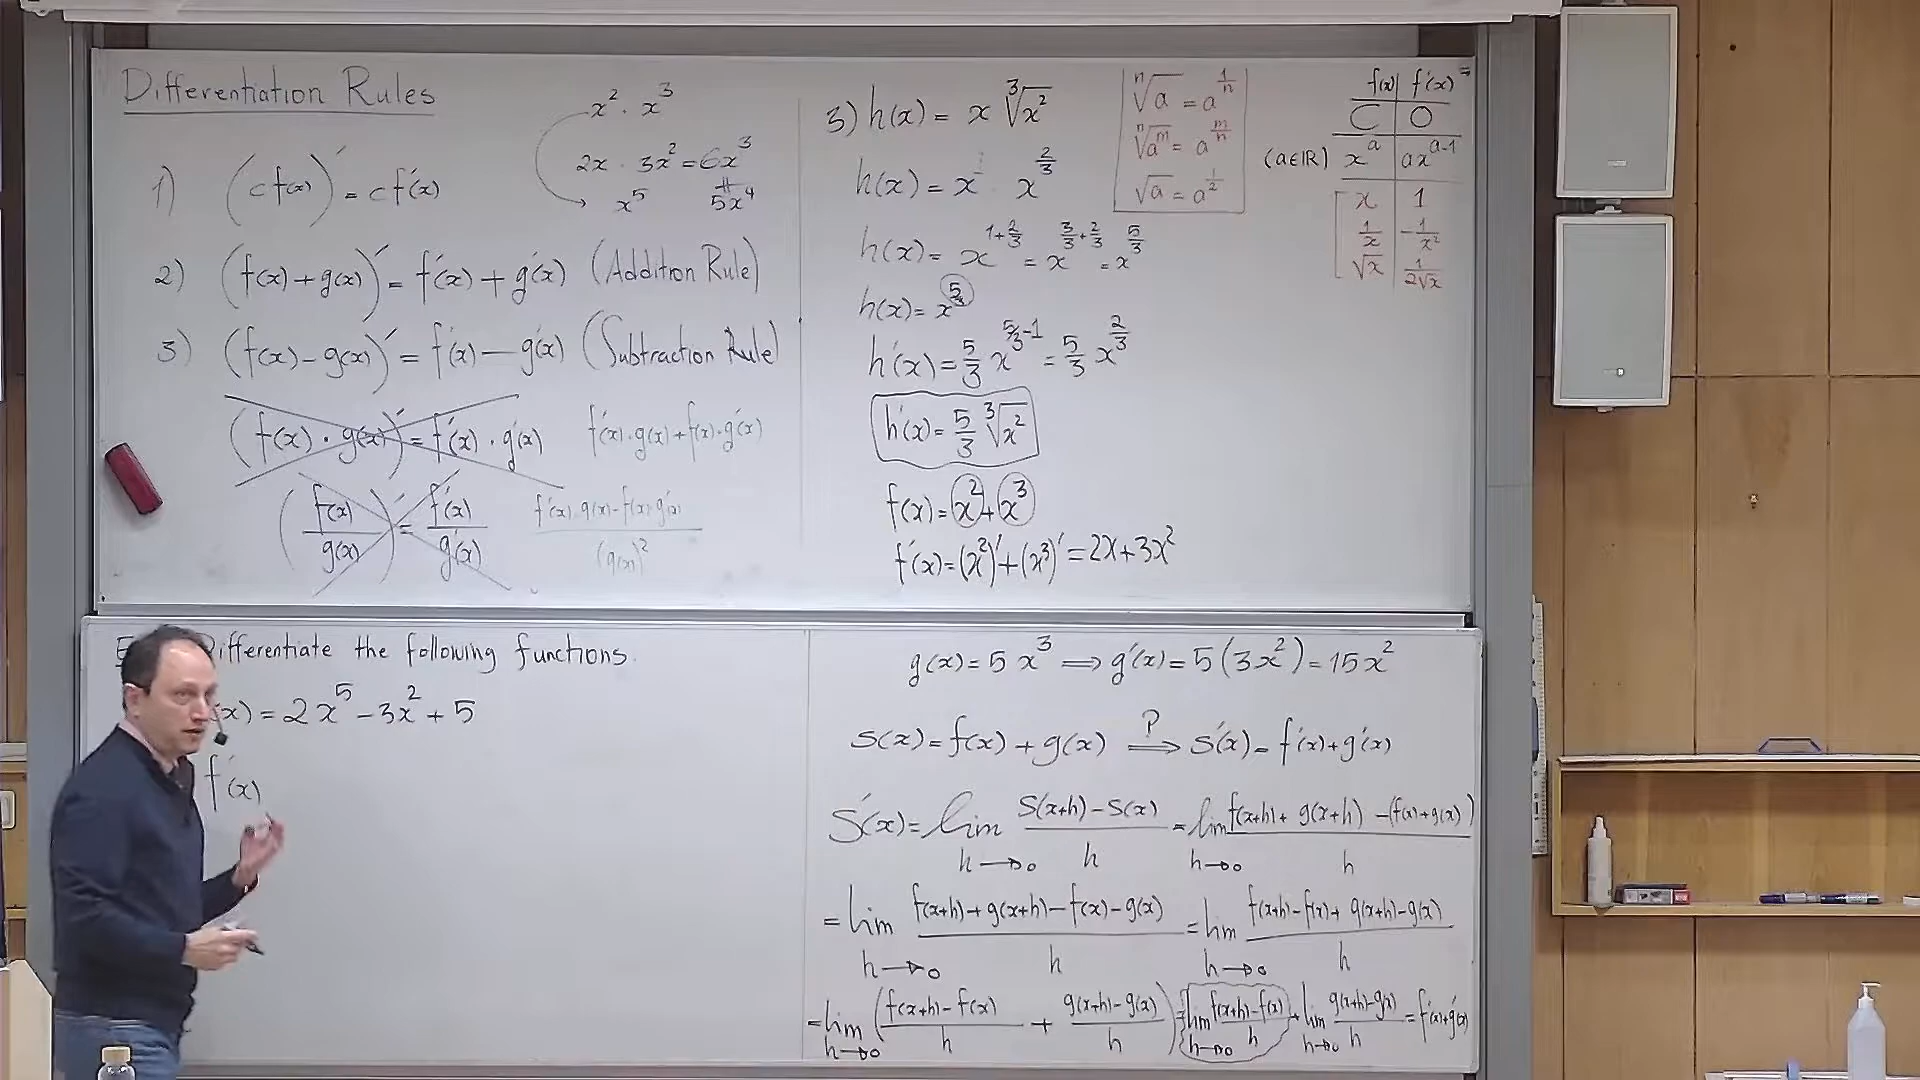 Differentiation Rules
x² · x³
2x · 3x² = 6x³
x⁵ ≠ 5x⁴
1) (c f(x))' = c f'(x)
2) (f(x) + g(x))' = f'(x) + g'(x) (Addition Rule)
3) (f(x) - g(x))' = f'(x) - g'(x) (Subtraction Rule)
(f(x) · g(x))' = f'(x) · g'(x) f'(x)·g(x) + f(x)·g'(x)
(f(x)/g(x))' = f'(x)/g'(x) (f'(x)·g(x) - f(x)·g'(x))/(g(x))²
3) h(x) = x ∛x²
h(x) = x¹ · x^(2/3)
h(x) = x^(1+2/3) = x^(3/3+2/3) = x^(5/3)
h(x) = x^(5/3)
h'(x) = 5/3 x^(5/3-1) = 5/3 x^(2/3)
h'(x) = 5/3 ∛x²
f(x) = x² + x³
f'(x) = (x²)' + (x³)' = 2x + 3x²
ⁿ√a = a^(1/n)
ⁿ√a^m = a^(m/n)
√a = a^(1/2)
f(x) f'(x)
C 0
(a∈ℝ) x^a ax^(a-1)
x 1
1/x -1/x²
√x 1/(2√x)
Differentiate the following functions.
(x) = 2x⁵ - 3x² + 5
f'(x)
g(x) = 5x³ ⟹ g'(x) = 5(3x²) = 15x²
s(x) = f(x) + g(x) ⟹ s'(x) = f'(x) + g'(x)
s'(x) = lim h→0 (s(x+h) - s(x))/h = lim h→0 (f(x+h) + g(x+h) - (f(x) + g(x)))/h
= lim h→0 (f(x+h) + g(x+h) - f(x) - g(x))/h = lim h→0 (f(x+h) - f(x) + g(x+h) - g(x))/h
= lim h→0 ((f(x+h) - f(x))/h + (g(x+h) - g(x))/h) = lim h→0 (f(x+h) - f(x))/h + lim h→0 (g(x+h) - g(x))/h = f'(x) + g'(x)